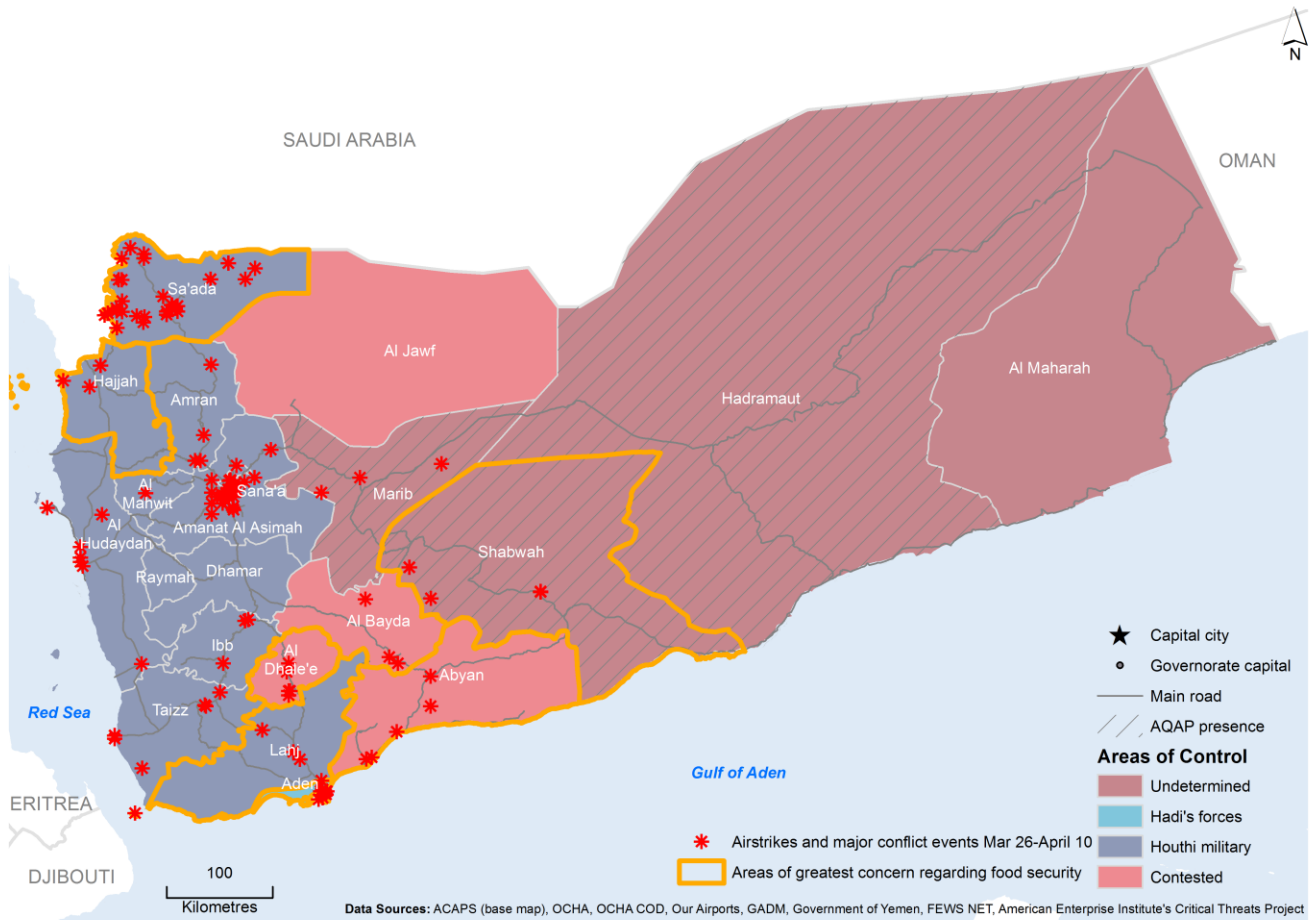 N
SAUDI ARABIA
OMAN
Sa'ada
Al Jawf
Al Maharah
Hajjah
Amran
Hadramaut
Al
Mahwit
Sana'a
Marib
Al
Hudaydah
Amanat Al Asimah
Shabwah
Raymah
Dhamar
Al Bayda
Ibb
Al
Dhale'e
Abyan
Taizz
Red Sea
Lahj
Aden
Gulf of Aden
ERITREA
DJIBOUTI
Capital city
Governorate capital
Main road
AQAP presence
Areas of Control
Undetermined
Hadi's forces
Houthi military
Contested
Airstrikes and major conflict events Mar 26-April 10
Areas of greatest concern regarding food security
100
Kilometres
Data Sources: ACAPS (base map), OCHA, OCHA COD, Our Airports, GADM, Government of Yemen, FEWS NET, American Enterprise Institute's Critical Threats Project